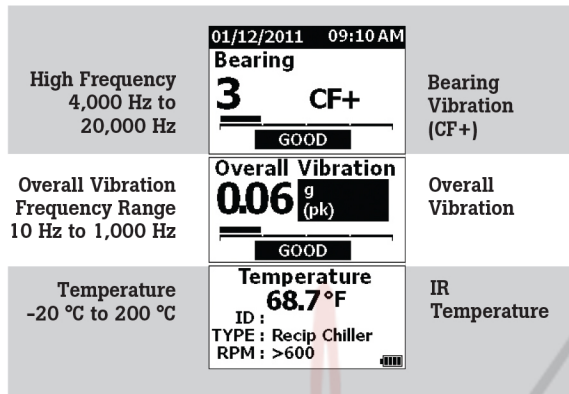 High Frequency
4,000 Hz to
20,000 Hz
01/12/2011 09:10 AM
Bearing
3 CF+
GOOD
Bearing
Vibration
(CF+)
Overall Vibration
Frequency Range
10 Hz to 1,000 Hz
Overall Vibration
0.06 g
(pk)
GOOD
Overall
Vibration
Temperature
–20 °C to 200 °C
Temperature
68.7°F
ID :
TYPE : Recip Chiller
RPM : >600
IR
Temperature